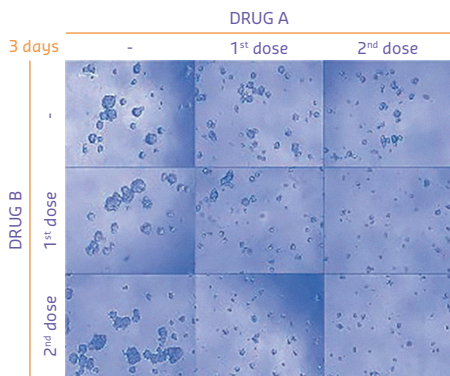 DRUG A
3 days - 1st dose 2nd dose
DRUG B
-
1st dose
2nd dose